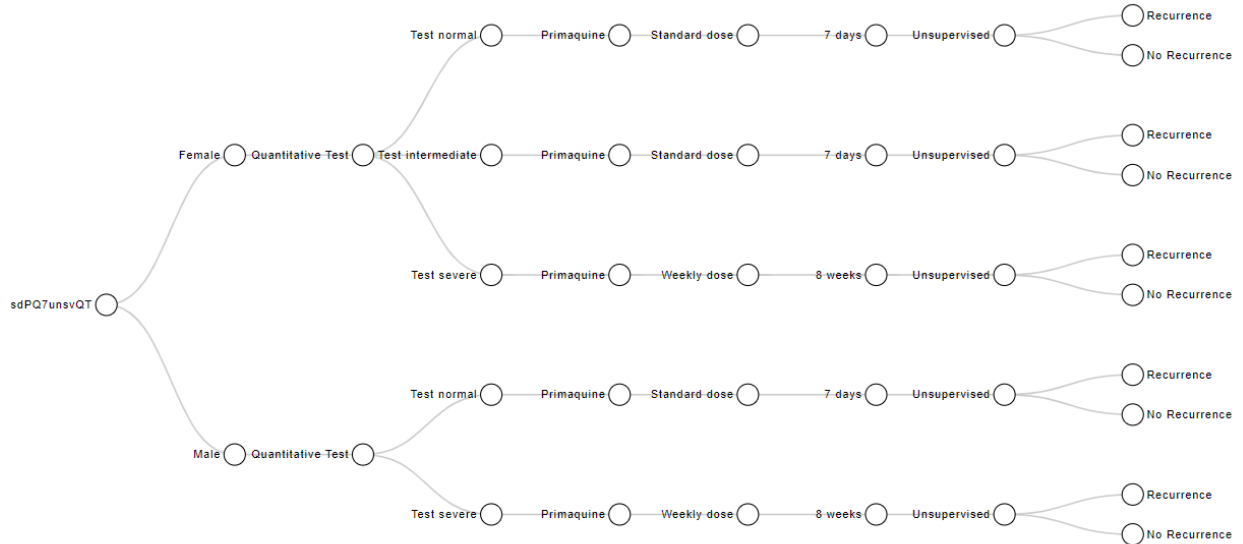 Test normal Primaquine Standard dose 7 days Unsupervised
Recurrence
No Recurrence
Female Quantitative Test Test intermediate Primaquine Standard dose 7 days Unsupervised
Recurrence
No Recurrence
Test severe Primaquine Weekly dose 8 weeks Unsupervised
Recurrence
No Recurrence
sdPQ7unsvQT
Test normal Primaquine Standard dose 7 days Unsupervised
Recurrence
No Recurrence
Male Quantitative Test
Test severe Primaquine Weekly dose 8 weeks Unsupervised
Recurrence
No Recurrence